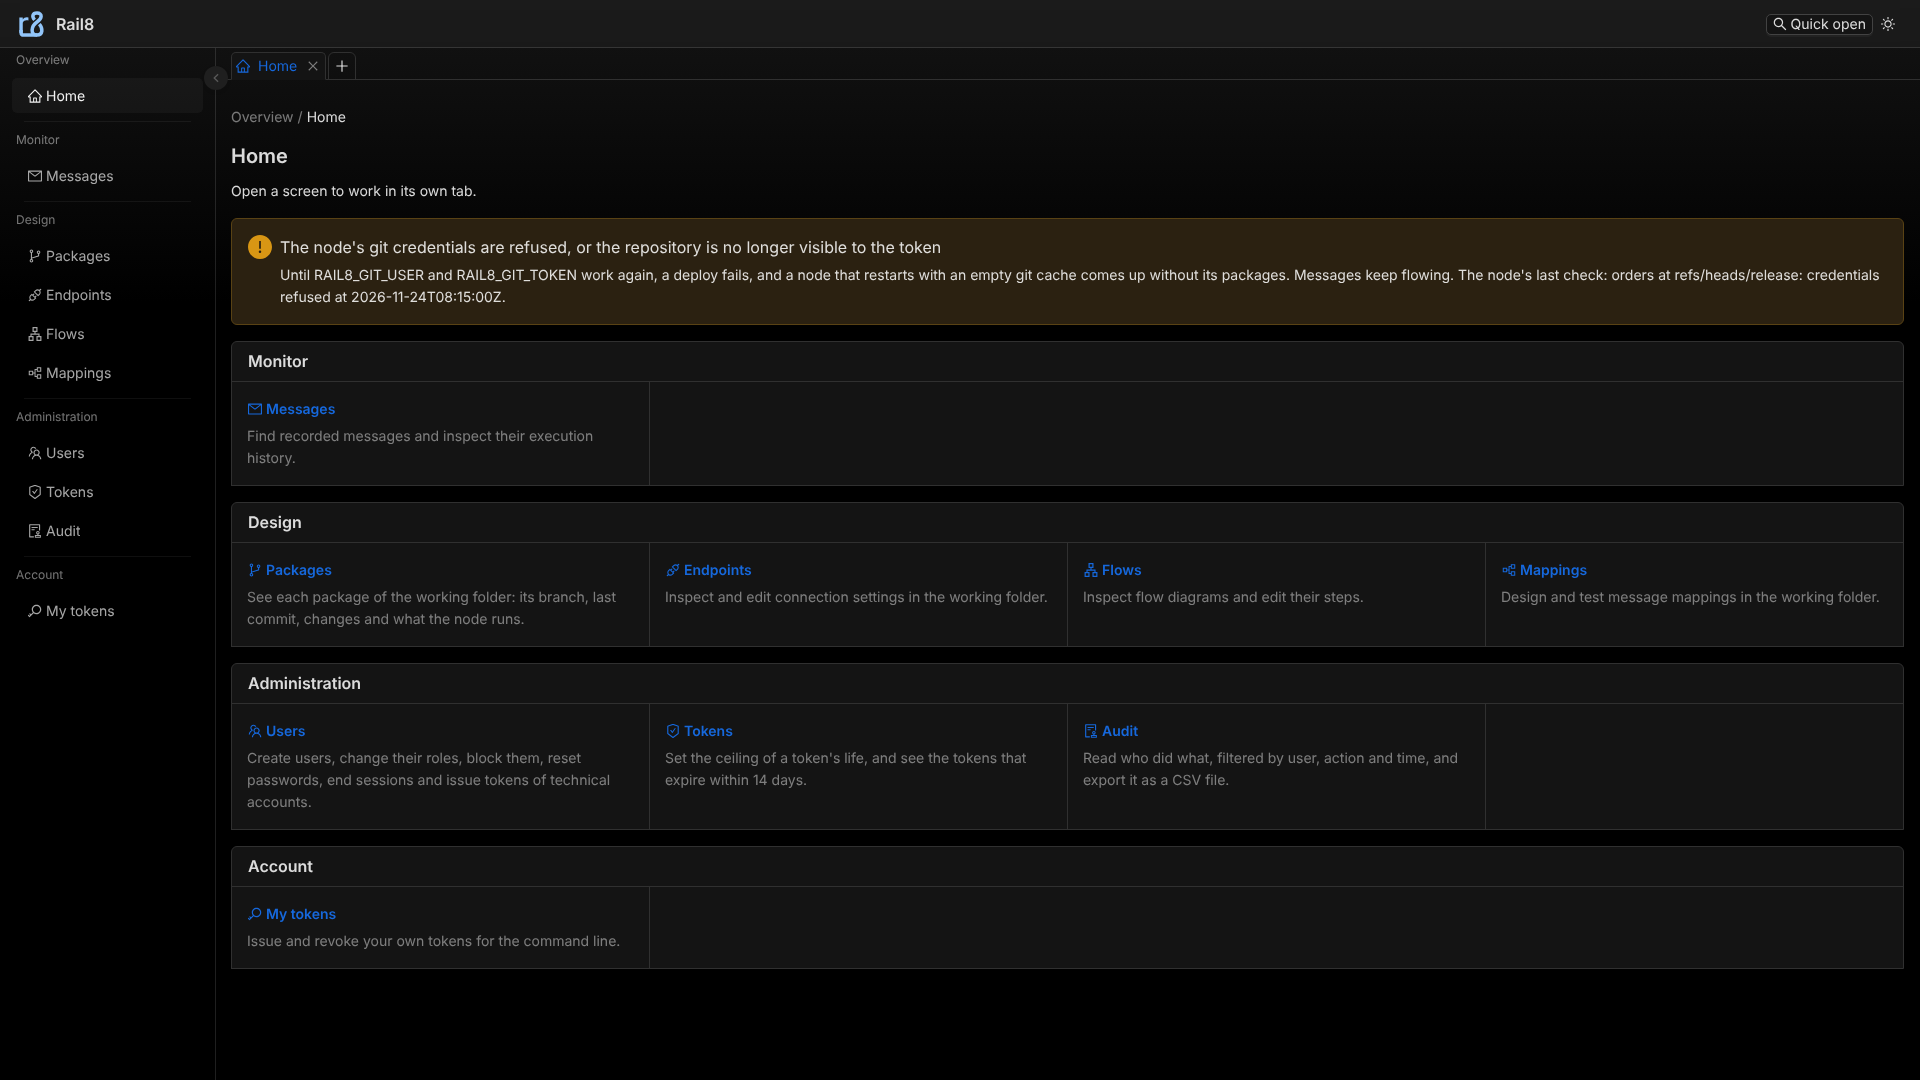 r8 Rail8
Quick open
Overview
Home
Monitor
Messages
Design
Packages
Endpoints
Flows
Mappings
Administration
Users
Tokens
Audit
Account
My tokens
Home
Overview / Home
Home
Open a screen to work in its own tab.
The node's git credentials are refused, or the repository is no longer visible to the token
Until RAIL8_GIT_USER and RAIL8_GIT_TOKEN work again, a deploy fails, and a node that restarts with an empty git cache comes up without its packages. Messages keep flowing. The node's last check: orders at refs/heads/release: credentials
refused at 2026-11-24T08:15:00Z.
Monitor
Messages
Find recorded messages and inspect their execution
history.
Design
Packages
See each package of the working folder: its branch, last
commit, changes and what the node runs.
Endpoints
Inspect and edit connection settings in the working folder.
Flows
Inspect flow diagrams and edit their steps.
Mappings
Design and test message mappings in the working folder.
Administration
Users
Create users, change their roles, block them, reset
passwords, end sessions and issue tokens of technical
accounts.
Tokens
Set the ceiling of a token's life, and see the tokens that
expire within 14 days.
Audit
Read who did what, filtered by user, action and time, and
export it as a CSV file.
Account
My tokens
Issue and revoke your own tokens for the command line.